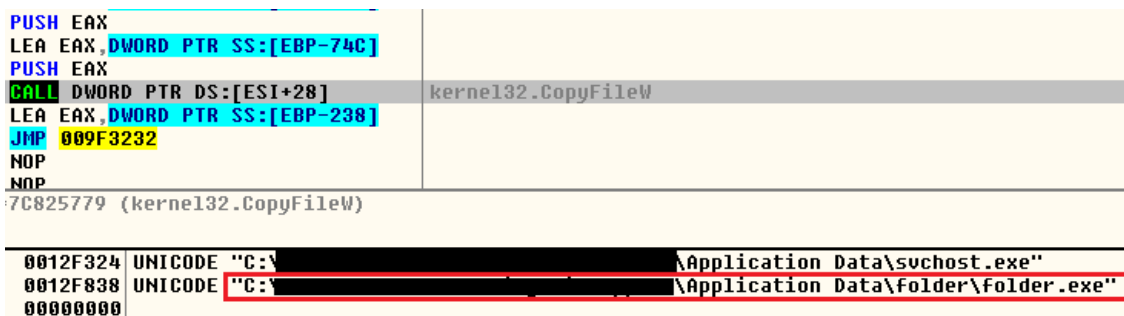 PUSH EAX
LEA EAX,DWORD PTR SS:[EBP-74C]
PUSH EAX
CALL DWORD PTR DS:[ESI+28] kernel32.CopyFileW
LEA EAX,DWORD PTR SS:[EBP-238]
JMP 009F3232
NOP
NOP
=7C825779 (kernel32.CopyFileW)
0012F324 UNICODE "C:\ \Application Data\svchost.exe"
0012F838 UNICODE "C:\ \Application Data\folder\folder.exe"
00000000